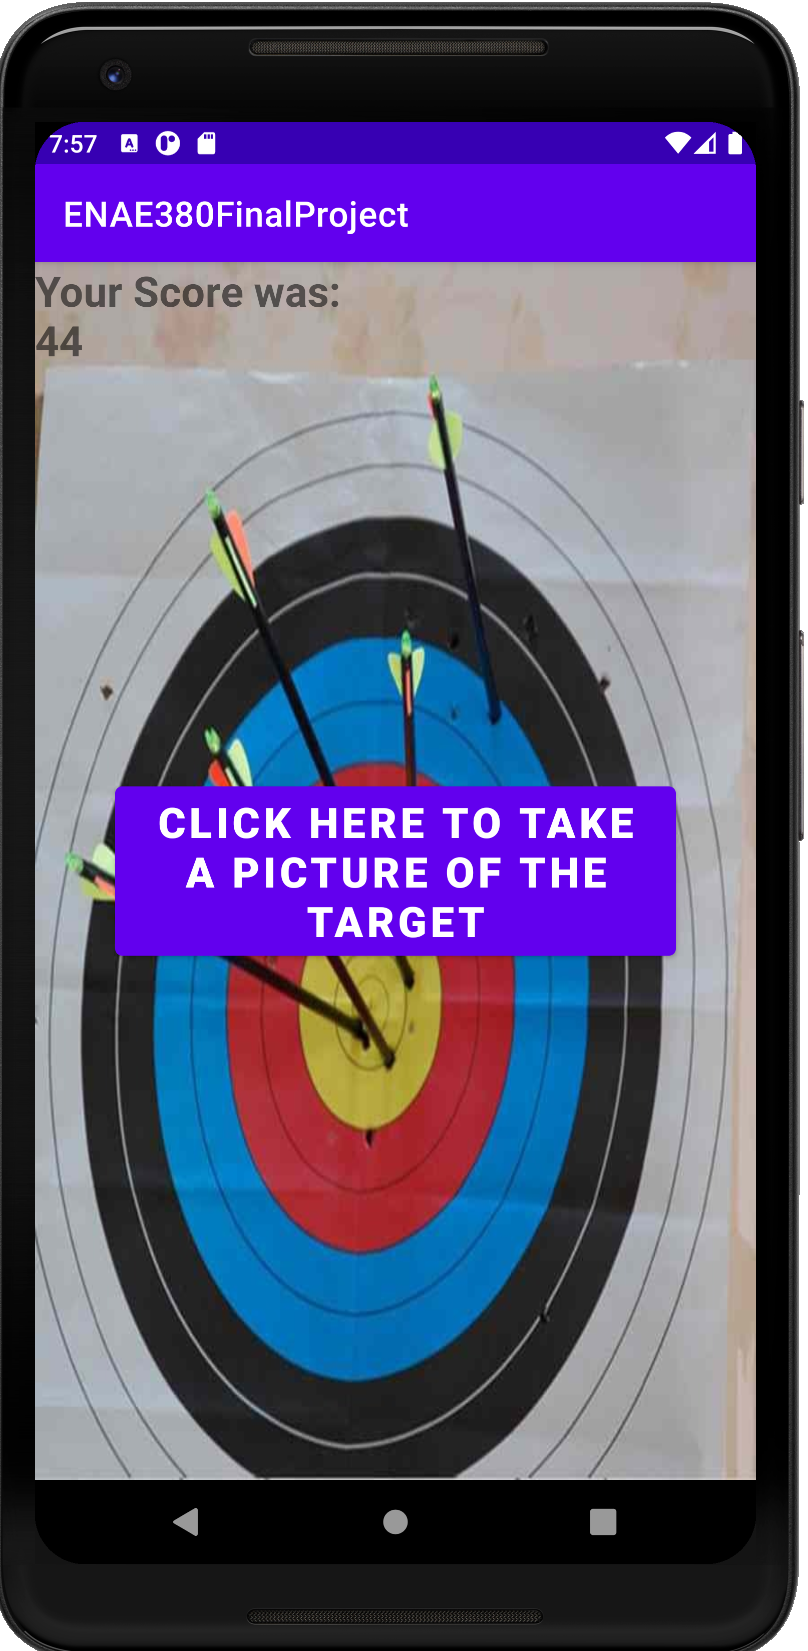 7:57
ENAE380FinalProject
Your Score was:
44
CLICK HERE TO TAKE
A PICTURE OF THE
TARGET